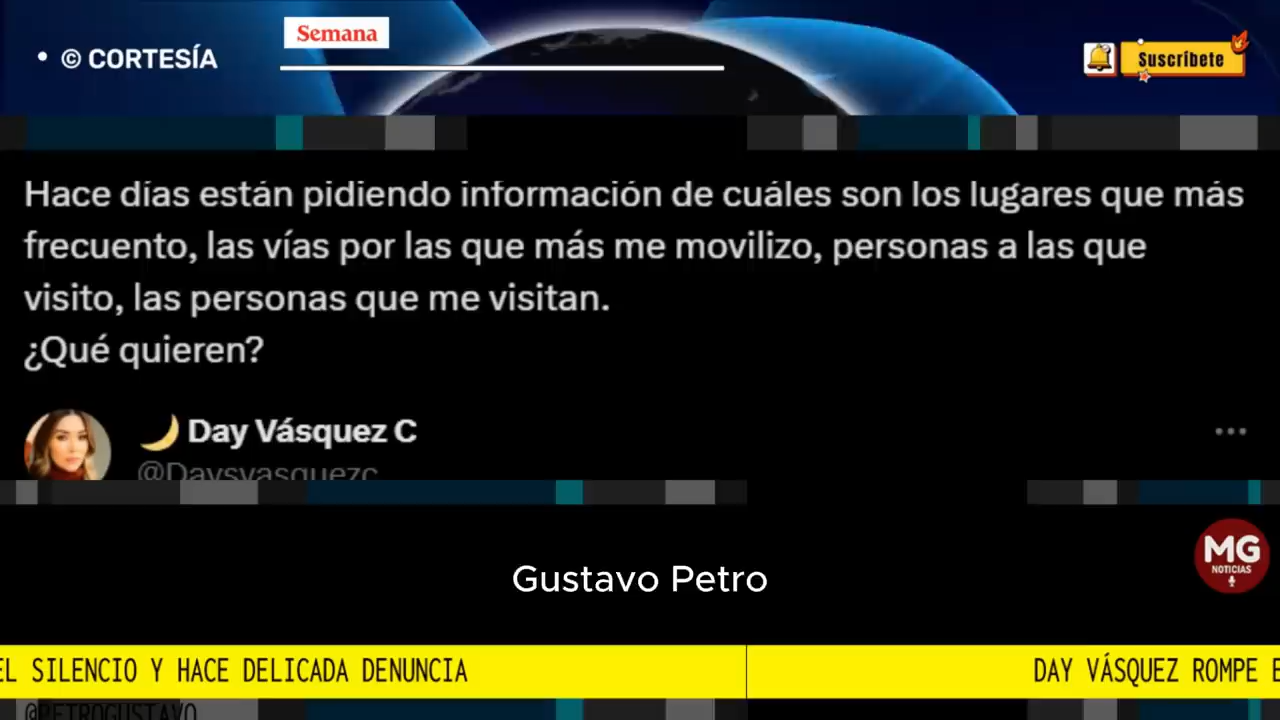 • © CORTESÍA
Semana
Suscríbete
Hace días están pidiendo información de cuáles son los lugares que más
frecuento, las vías por las que más me movilizo, personas a las que
visito, las personas que me visitan.
¿Qué quieren?
🌙 Day Vásquez C
@Daysvasquezc
Gustavo Petro
MG
NOTICIAS
EL SILENCIO Y HACE DELICADA DENUNCIA
DAY VÁSQUEZ ROMPE E
@PETROGUSTAVO